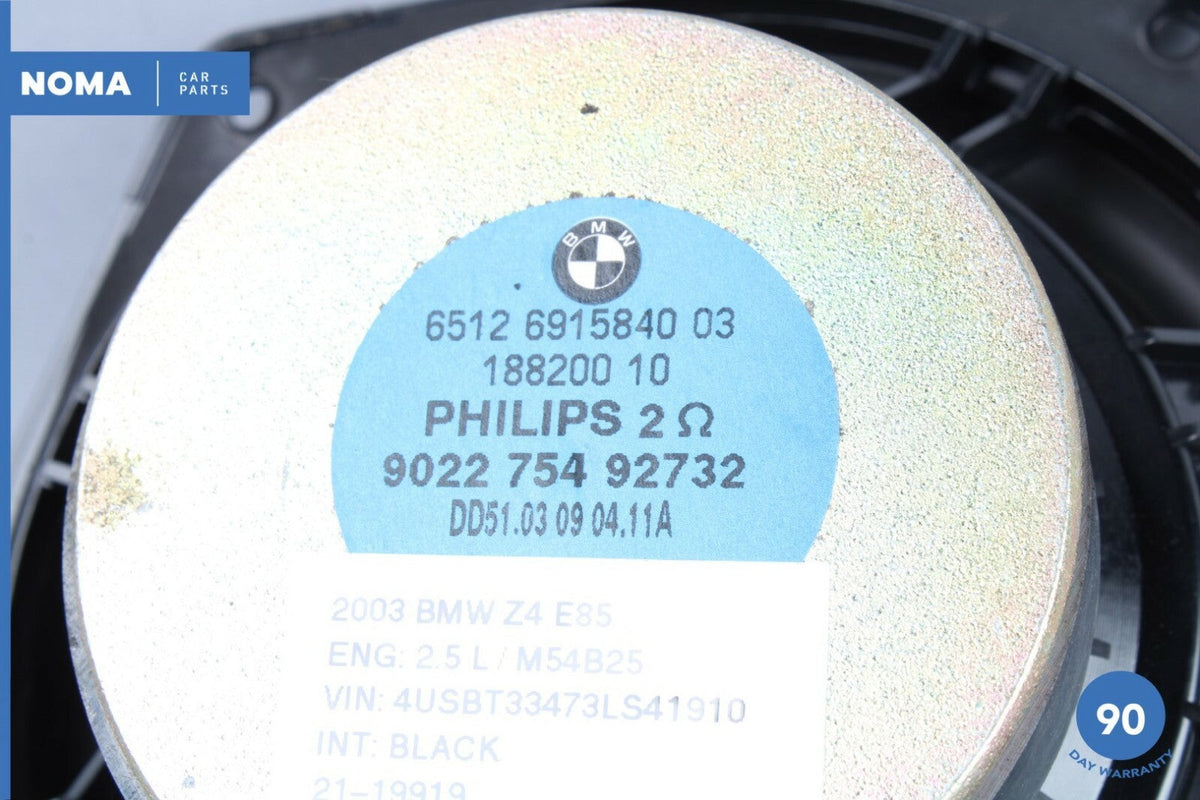 NOMA
CAR
PARTS
BMW
6512 6915840 03
188200 10
PHILIPS 2 Ω
9022 754 92732
DD51.03 09 04.11A
2003 BMW Z4 E85
ENG: 2.5 L / M54B25
VIN: 4USBT33473LS41910
INT: BLACK
21-19919
90
DAY WARRANTY